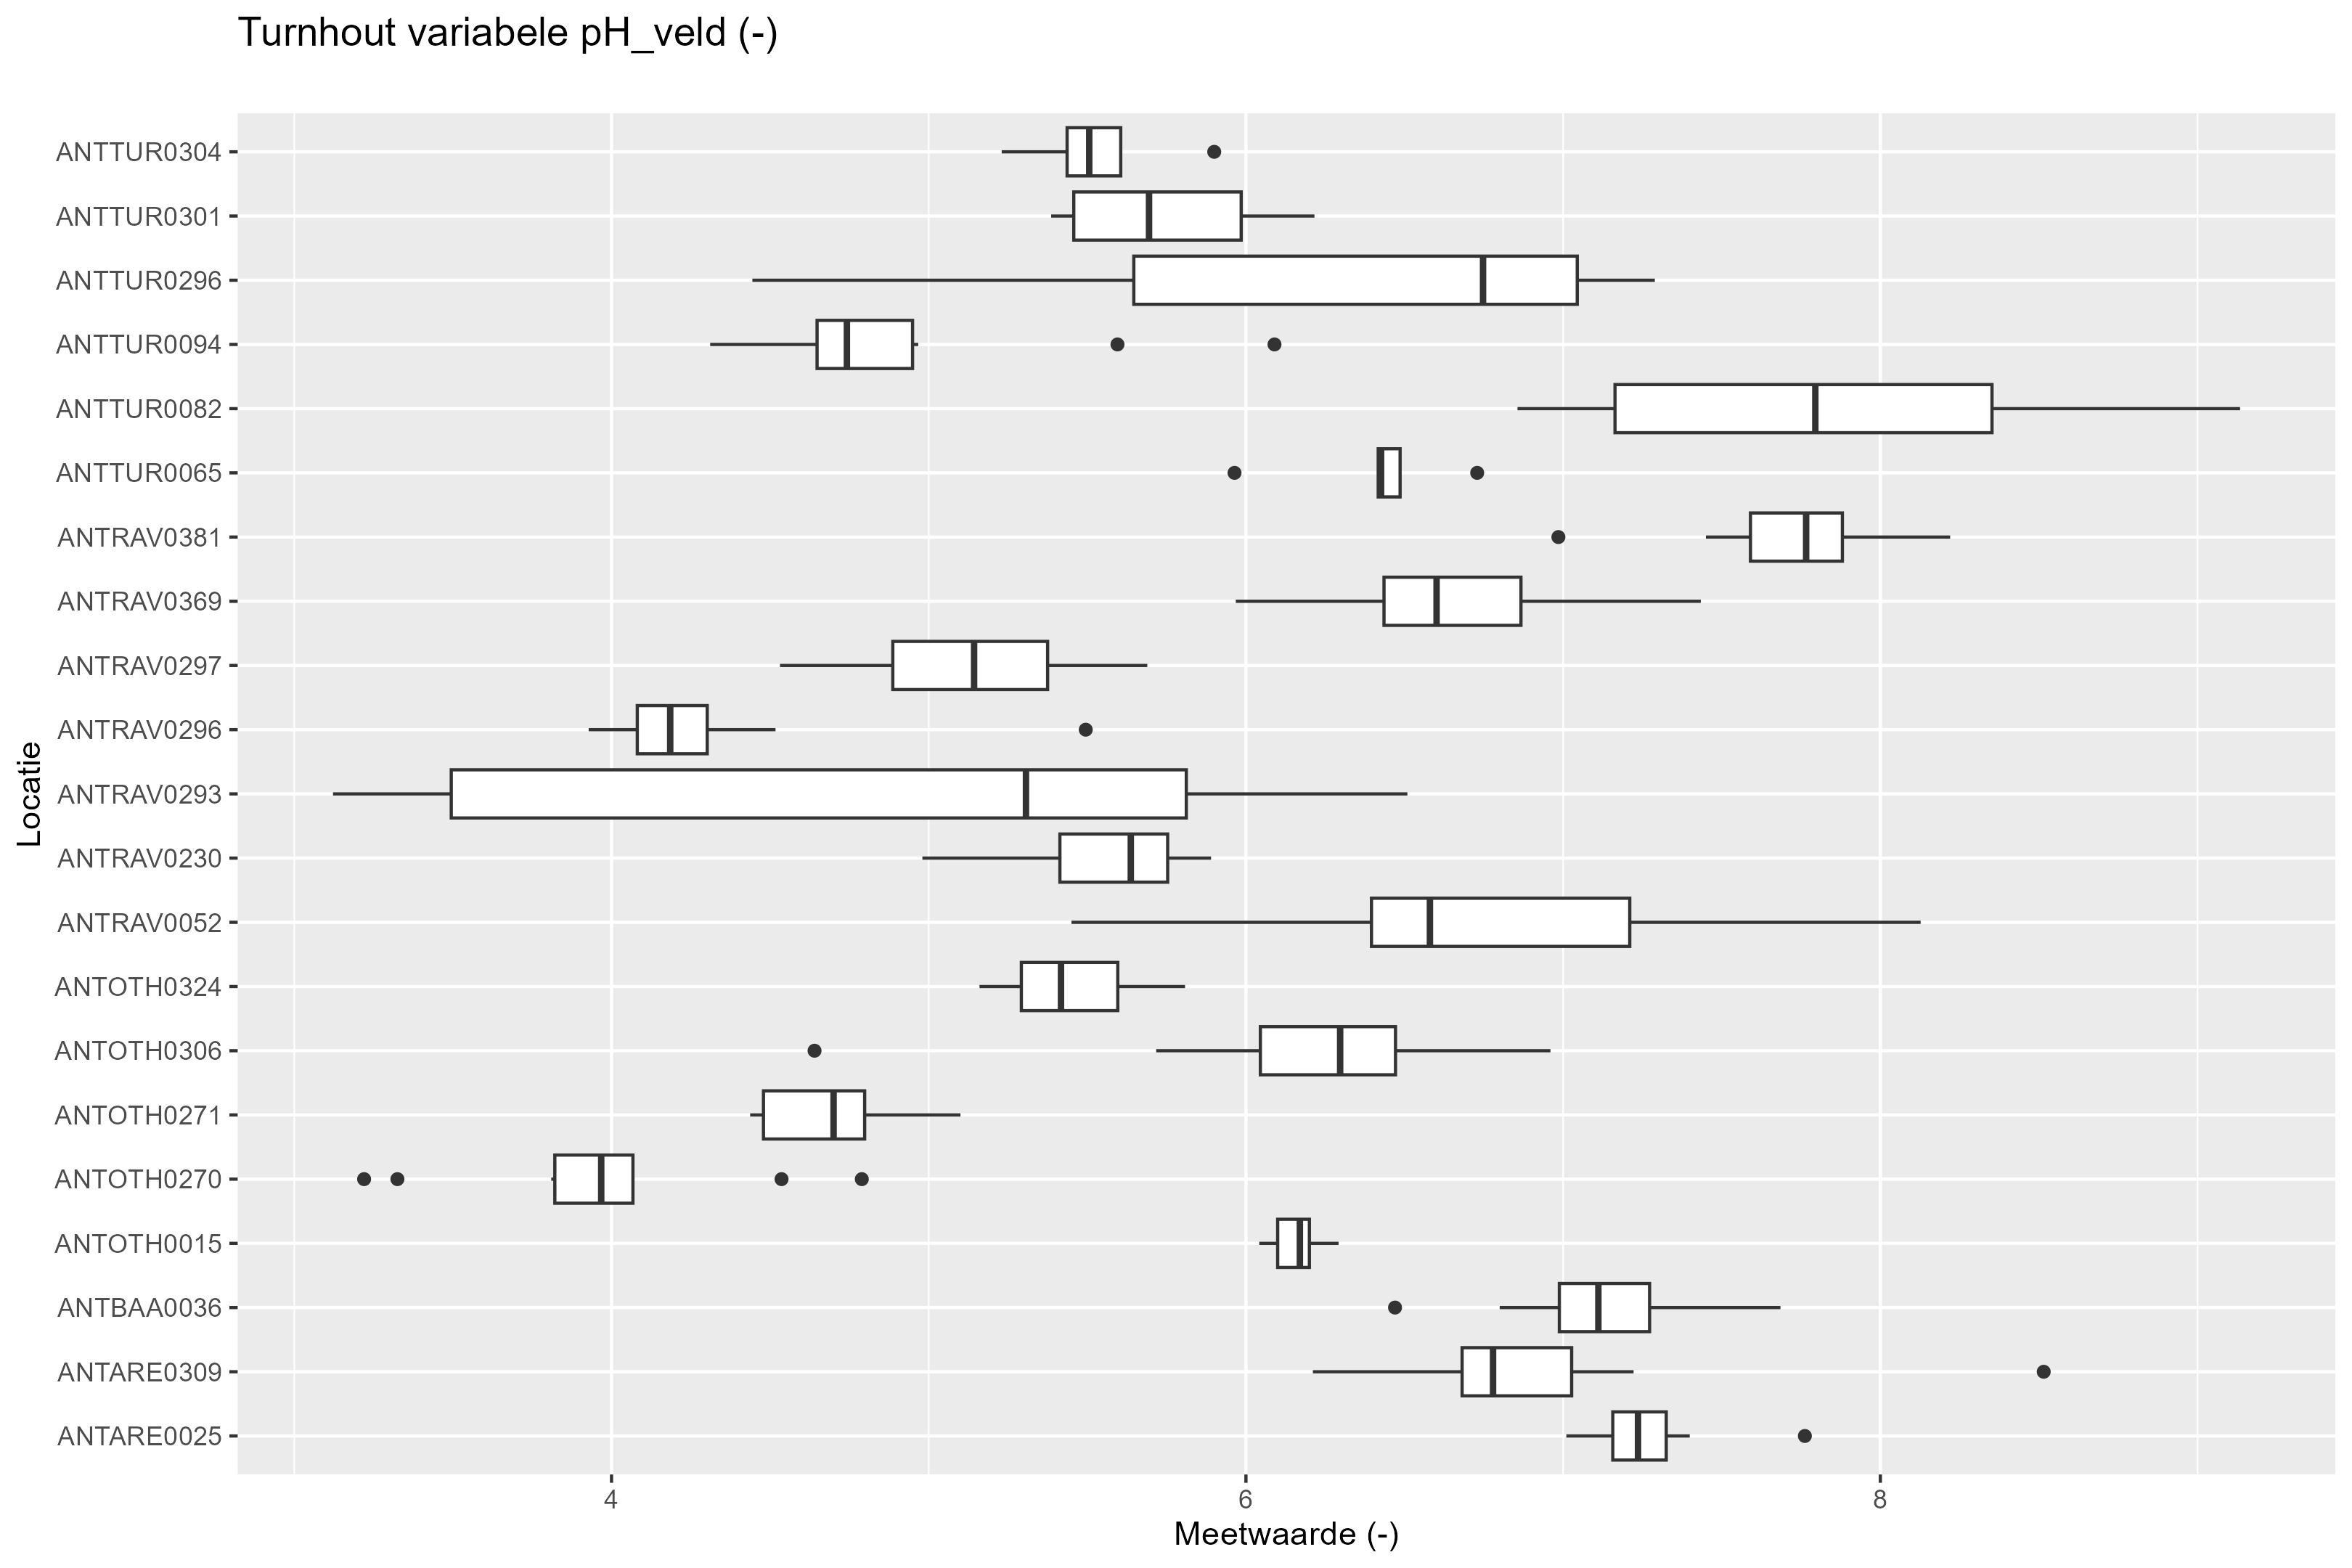 Turnhout variabele pH_veld (-)
ANTTUR0304
ANTTUR0301
ANTTUR0296
ANTTUR0094
ANTTUR0082
ANTTUR0065
ANTRAV0381
ANTRAV0369
ANTRAV0297
ANTRAV0296
ANTRAV0293
ANTRAV0230
ANTRAV0052
ANTOTH0324
ANTOTH0306
ANTOTH0271
ANTOTH0270
ANTOTH0015
ANTBAA0036
ANTARE0309
ANTARE0025
Locatie
4 6 8
Meetwaarde (-)